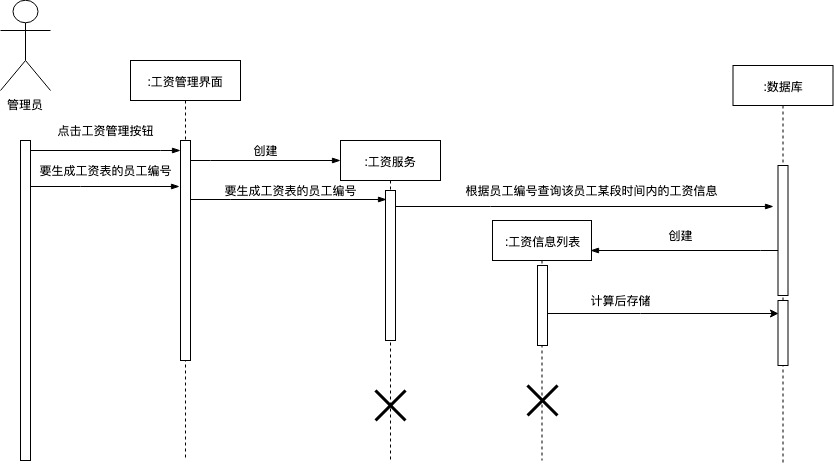 管理员
:工资管理界面
:数据库
点击工资管理按钮
创建
:工资服务
要生成工资表的员工编号
要生成工资表的员工编号
根据员工编号查询该员工某段时间内的工资信息
:工资信息列表
创建
计算后存储